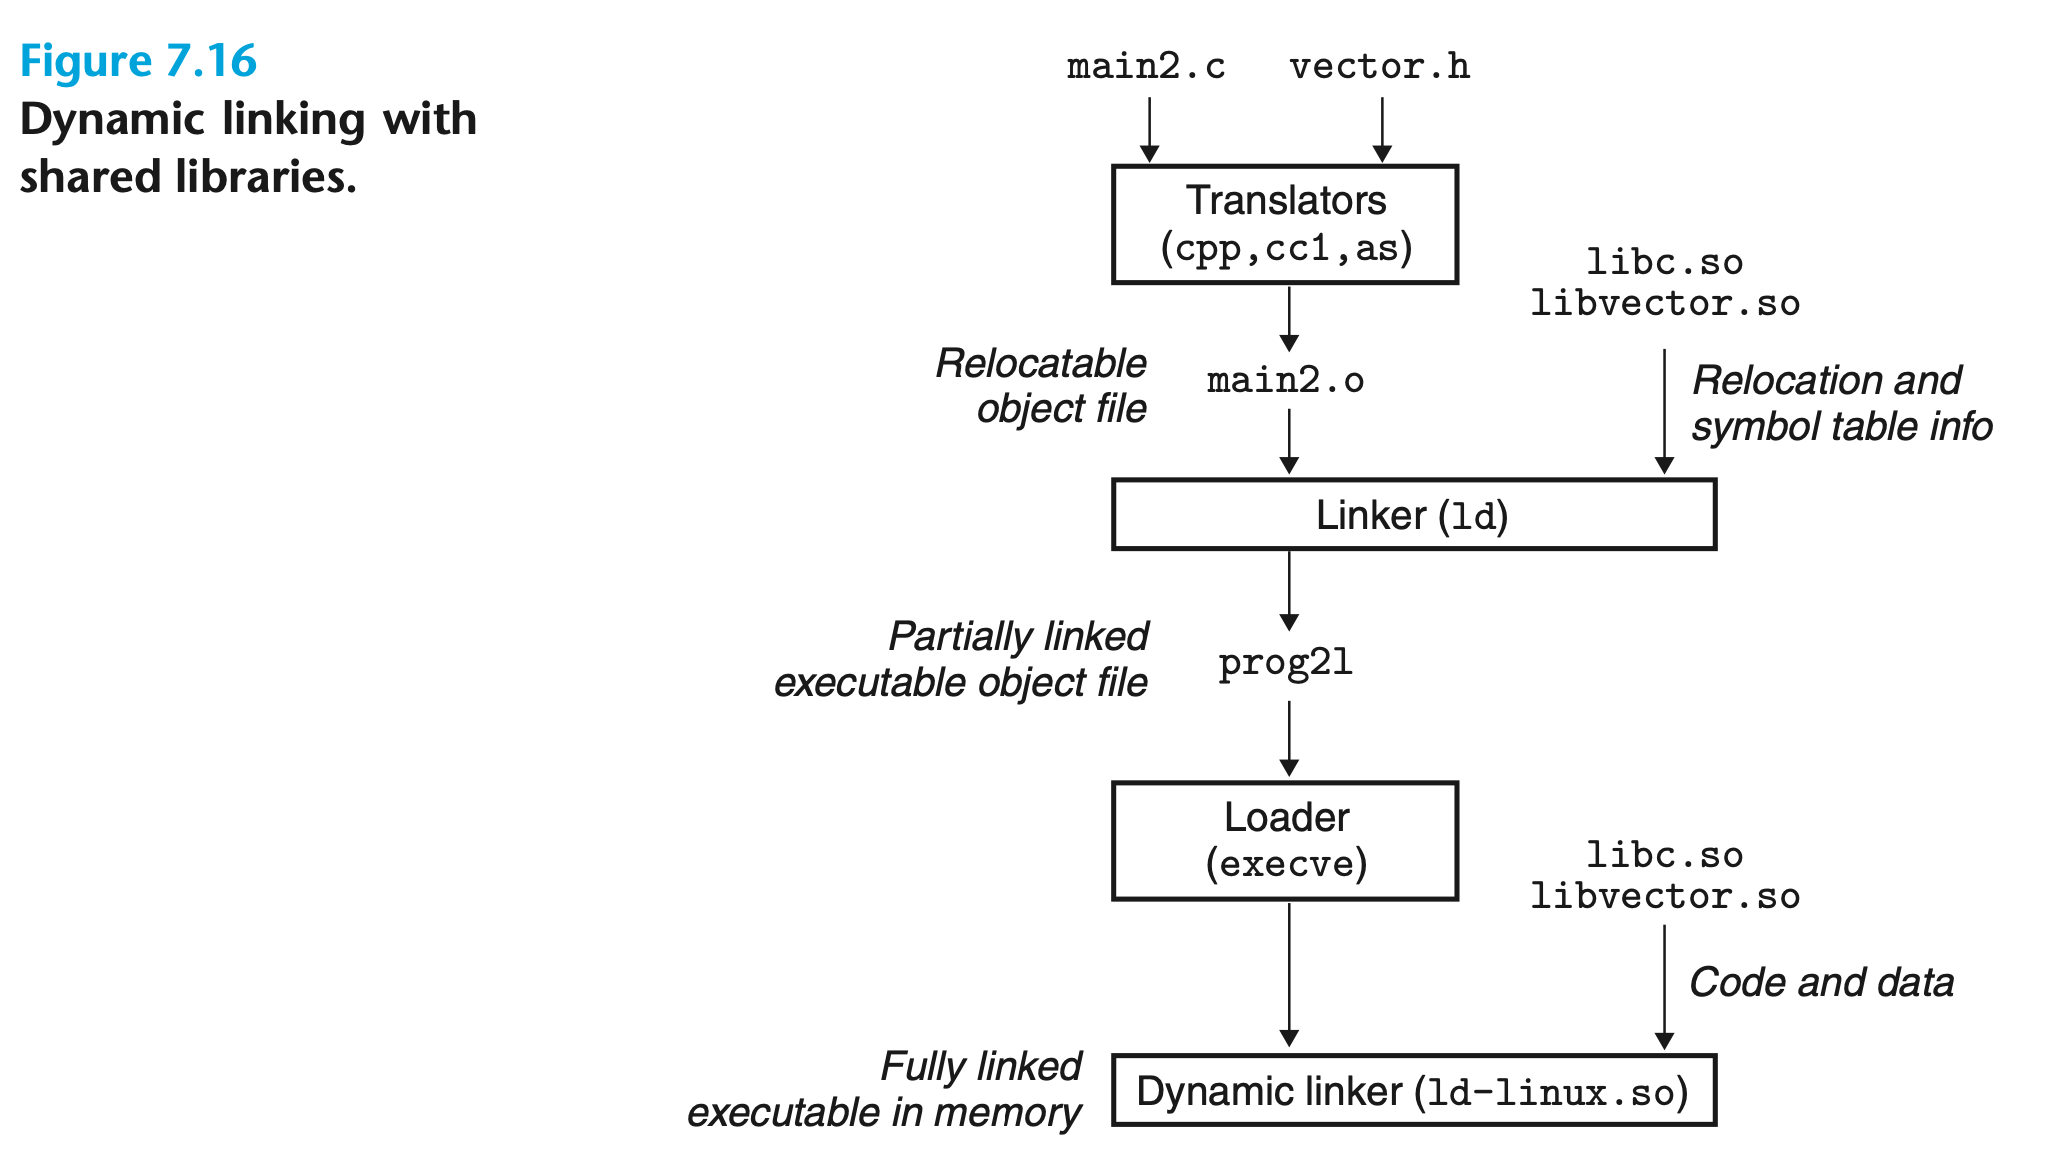 Figure 7.16
Dynamic linking with
shared libraries.
main2.c vector.h
Translators
(cpp,cc1,as)
libc.so
libvector.so
Relocatable
object file
main2.o
Relocation and
symbol table info
Linker (ld)
Partially linked
executable object file
prog2l
Loader
(execve)
libc.so
libvector.so
Code and data
Fully linked
executable in memory
Dynamic linker (ld-linux.so)